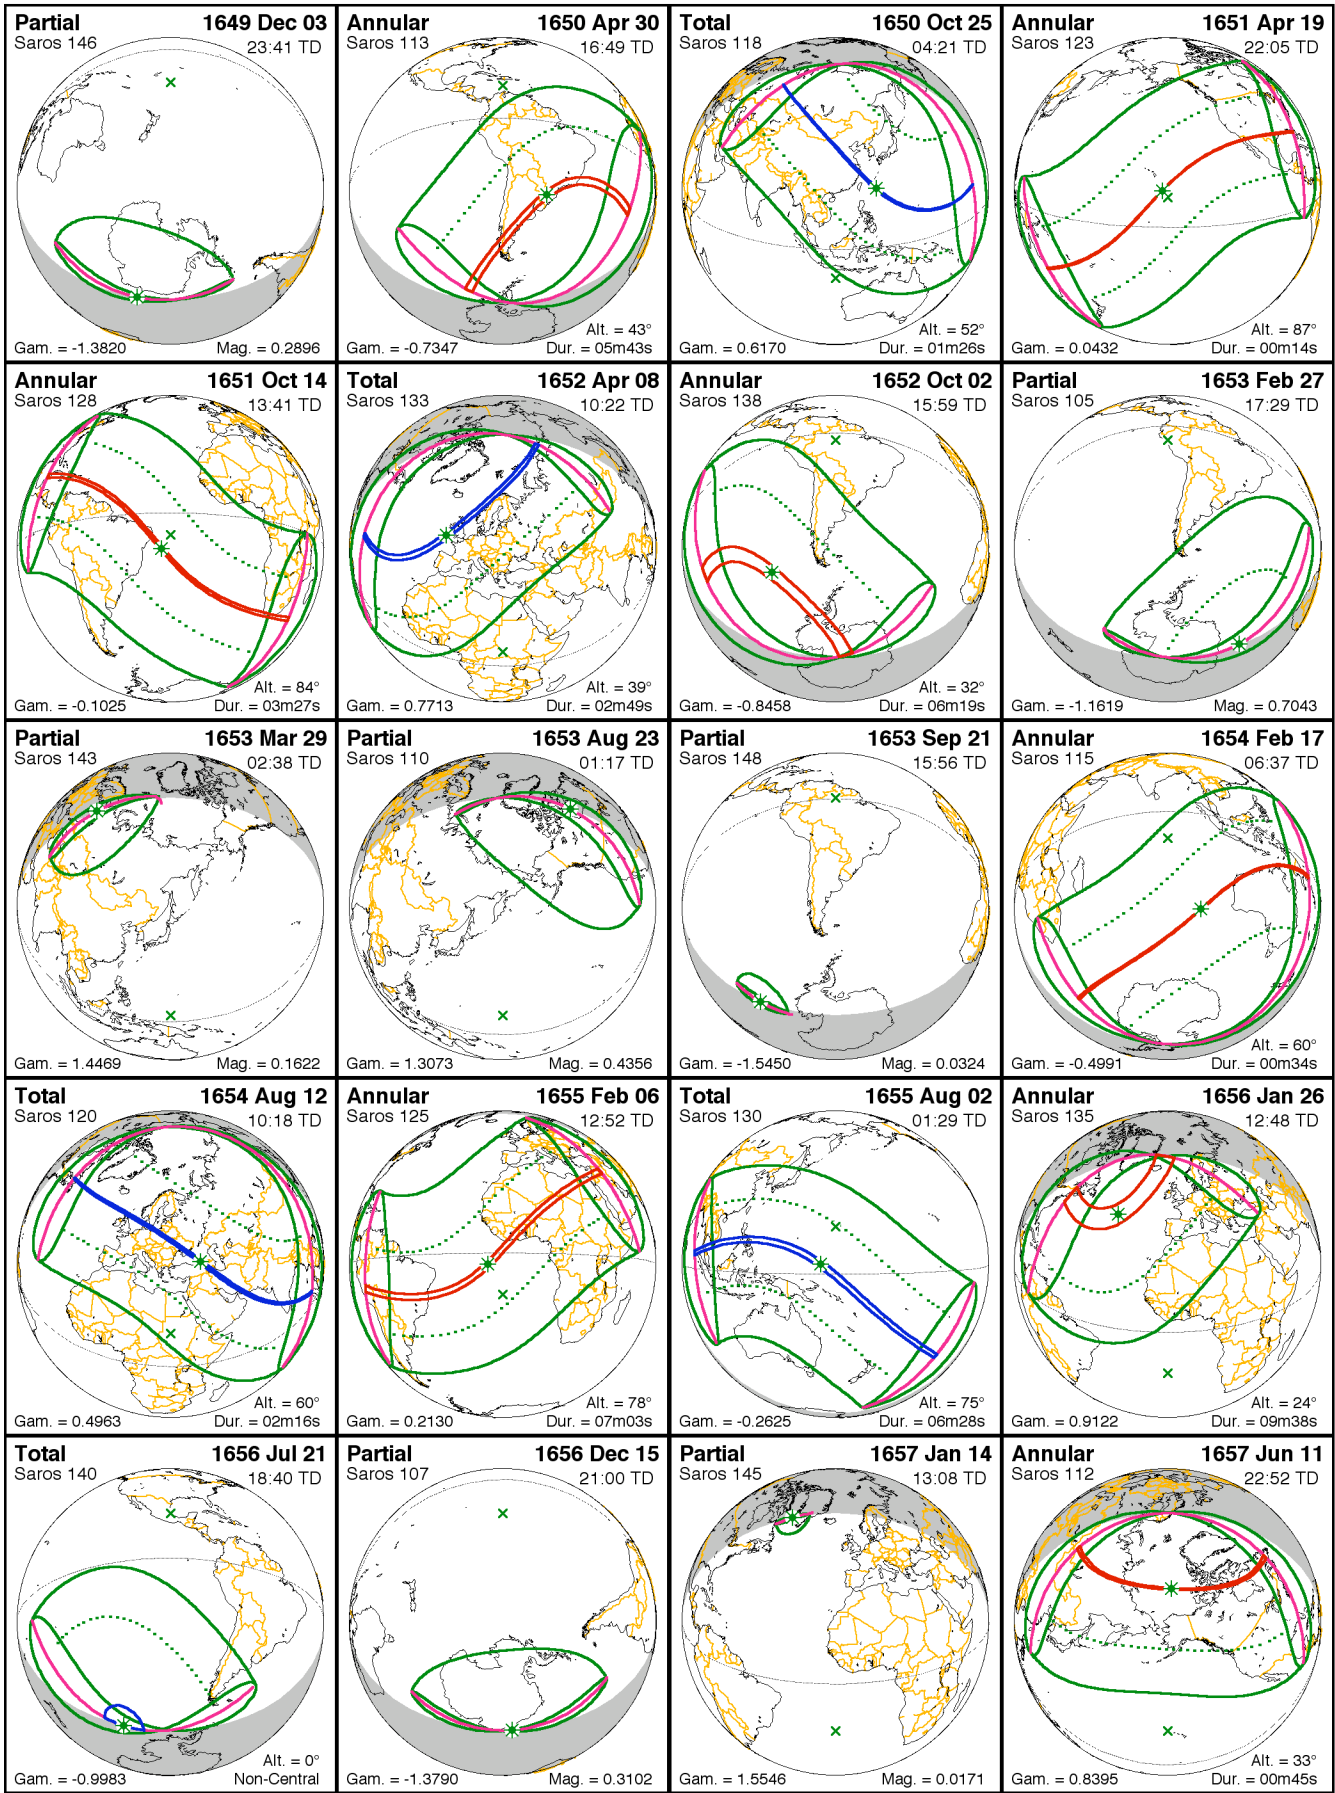 Partial 1649 Dec 03
Saros 146 23:41 TD
Gam. = -1.3820 Mag. = 0.2896
Annular 1650 Apr 30
Saros 113 16:49 TD
Alt. = 43°
Gam. = -0.7347 Dur. = 05m43s
Total 1650 Oct 25
Saros 118 04:21 TD
Alt. = 52°
Gam. = 0.6170 Dur. = 01m26s
Annular 1651 Apr 19
Saros 123 22:05 TD
Alt. = 87°
Gam. = 0.0432 Dur. = 00m14s
Annular 1651 Oct 14
Saros 128 13:41 TD
Alt. = 84°
Gam. = -0.1025 Dur. = 03m27s
Total 1652 Apr 08
Saros 133 10:22 TD
Alt. = 39°
Gam. = 0.7713 Dur. = 02m49s
Annular 1652 Oct 02
Saros 138 15:59 TD
Alt. = 32°
Gam. = -0.8458 Dur. = 06m19s
Partial 1653 Feb 27
Saros 105 17:29 TD
Gam. = -1.1619 Mag. = 0.7043
Partial 1653 Mar 29
Saros 143 02:38 TD
Gam. = 1.4469 Mag. = 0.1622
Partial 1653 Aug 23
Saros 110 01:17 TD
Gam. = 1.3073 Mag. = 0.4356
Partial 1653 Sep 21
Saros 148 15:56 TD
Gam. = -1.5450 Mag. = 0.0324
Annular 1654 Feb 17
Saros 115 06:37 TD
Alt. = 60°
Gam. = -0.4991 Dur. = 00m34s
Total 1654 Aug 12
Saros 120 10:18 TD
Alt. = 60°
Gam. = 0.4963 Dur. = 02m16s
Annular 1655 Feb 06
Saros 125 12:52 TD
Alt. = 78°
Gam. = 0.2130 Dur. = 07m03s
Total 1655 Aug 02
Saros 130 01:29 TD
Alt. = 75°
Gam. = -0.2625 Dur. = 06m28s
Annular 1656 Jan 26
Saros 135 12:48 TD
Alt. = 24°
Gam. = 0.9122 Dur. = 09m38s
Total 1656 Jul 21
Saros 140 18:40 TD
Alt. = 0°
Gam. = -0.9983 Non-Central
Partial 1656 Dec 15
Saros 107 21:00 TD
Gam. = -1.3790 Mag. = 0.3102
Partial 1657 Jan 14
Saros 145 13:08 TD
Gam. = 1.5546 Mag. = 0.0171
Annular 1657 Jun 11
Saros 112 22:52 TD
Alt. = 33°
Gam. = 0.8395 Dur. = 00m45s